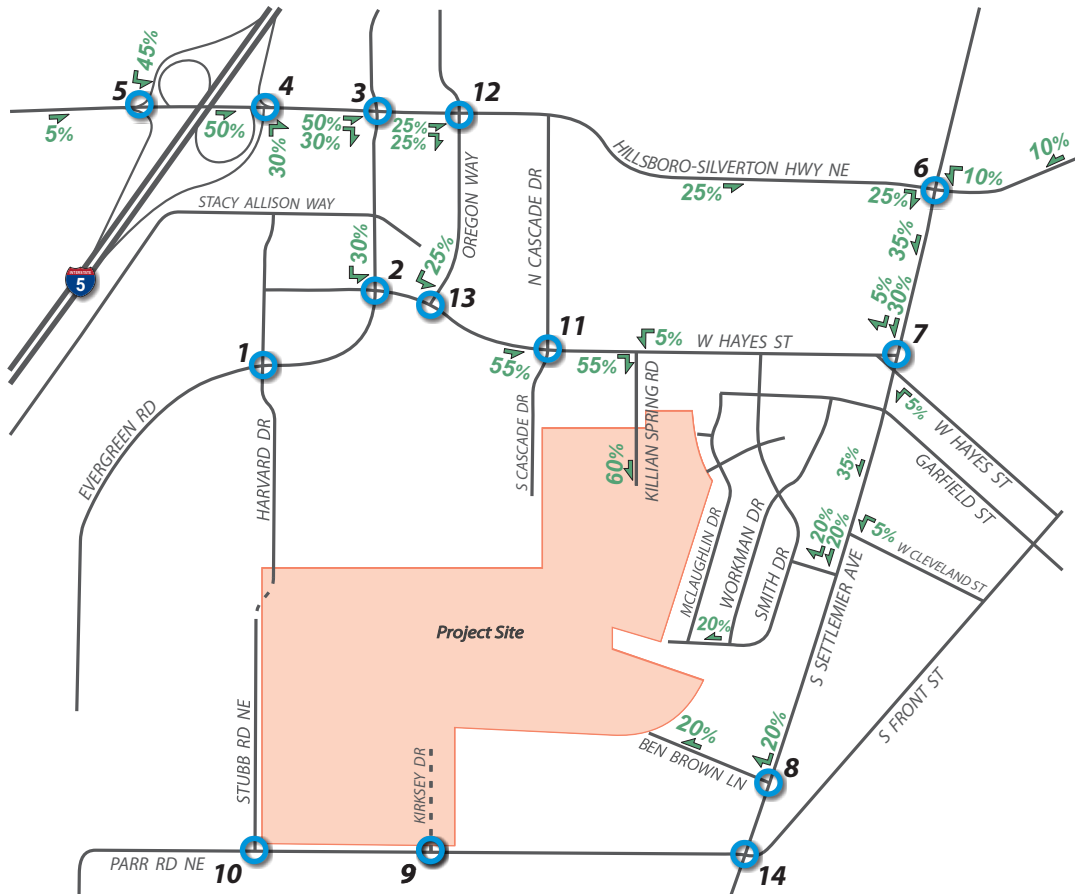 45%
5
4
3
12
5%
50%
30%
50%
30%
25%
25%
HILLSBORO-SILVERTON HWY NE
10%
6
10%
25%
25%
35%
STACY ALLISON WAY
OREGON WAY
N CASCADE DR
INTERSTATE
5
30%
2
25%
13
5%
30%
7
1
11
55%
5%
W HAYES ST
55%
KILLIAN SPRING RD
60%
S CASCADE DR
EVERGREEN RD
HARVARD DR
5%
W HAYES ST
GARFIELD ST
35%
20%
20%
5%
W CLEVELAND ST
MCLAUGHLIN DR
WORKMAN DR
SMITH DR
20%
S SETTLEMIER AVE
S FRONT ST
Project Site
20%
BEN BROWN LN
20%
8
STUBB RD NE
KIRKSEY DR
PARR RD NE
10
9
14